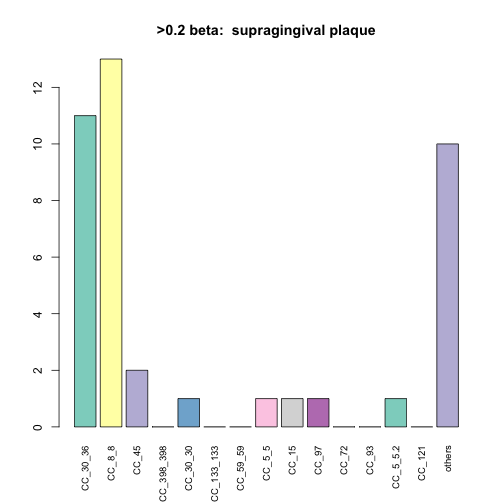 >0.2 beta:  supragingival plaque
12
10
8
6
4
2
0
CC_30_36
CC_8_8
CC_45
CC_398_398
CC_30_30
CC_133_133
CC_59_59
CC_5_5
CC_15
CC_97
CC_72
CC_93
CC_5_5.2
CC_121
others